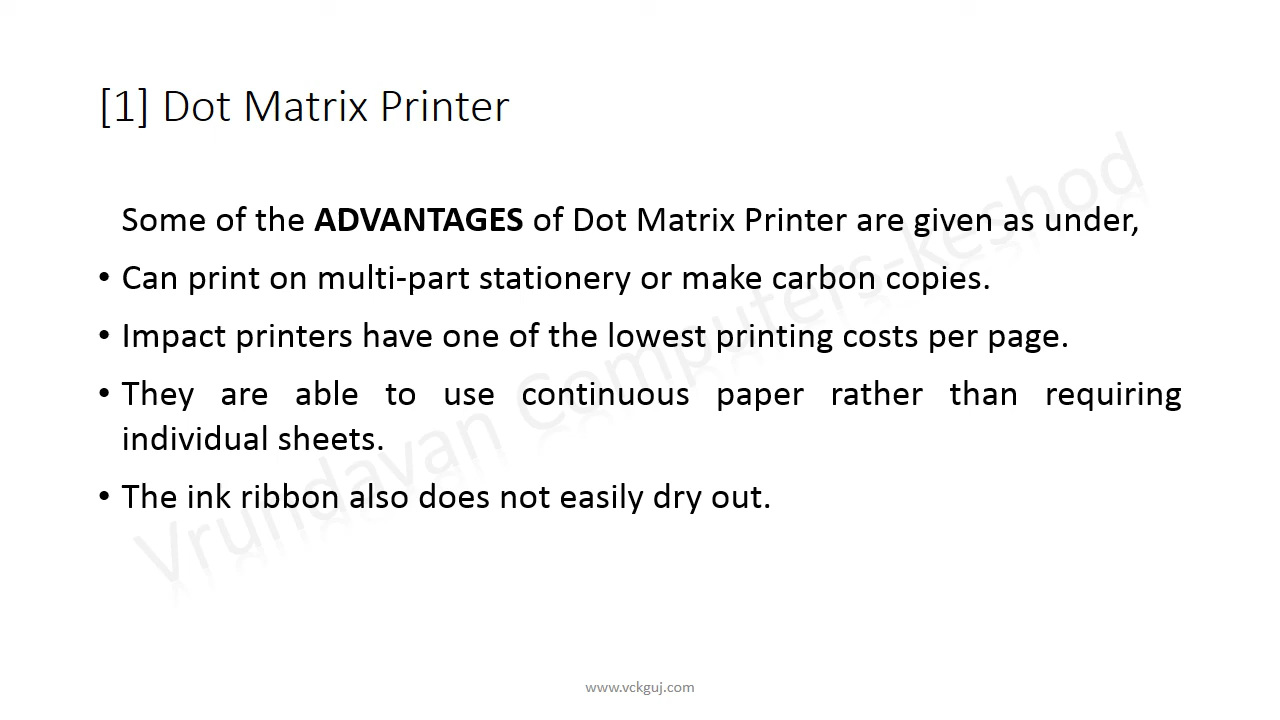 [1] Dot Matrix Printer
Some of the ADVANTAGES of Dot Matrix Printer are given as under,
• Can print on multi-part stationery or make carbon copies.
• Impact printers have one of the lowest printing costs per page.
• They are able to use continuous paper rather than requiring
individual sheets.
• The ink ribbon also does not easily dry out.
Vrundavan Computers-keshod
www.vckguj.com